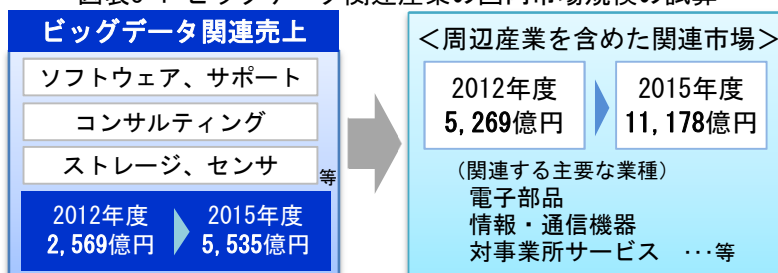 ビッグデータ関連売上
ソフトウェア、サポート
コンサルティング
ストレージ、センサ
等
2012年度
2,569億円
2015年度
5,535億円
＜周辺産業を含めた関連市場＞
2012年度
5,269億円
2015年度
11,178億円
(関連する主要な業種)
電子部品
情報・通信機器
対事業所サービス …等